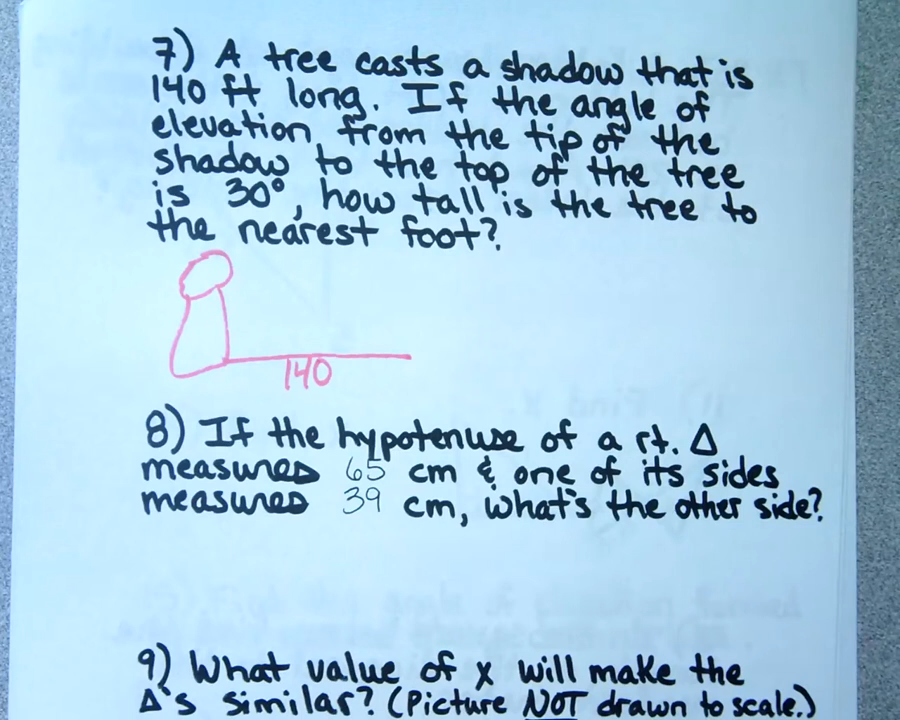 7) A tree casts a shadow that is
140 ft long. If the angle of
elevation from the tip of the
shadow to the top of the tree
is 30°, how tall is the tree to
the nearest foot?
140
8) If the hypotenuse of a rt. Δ
measures 65 cm & one of its sides
measures 39 cm, what's the other side?
9) What value of x will make the
Δ's similar? (Picture NOT drawn to scale.)